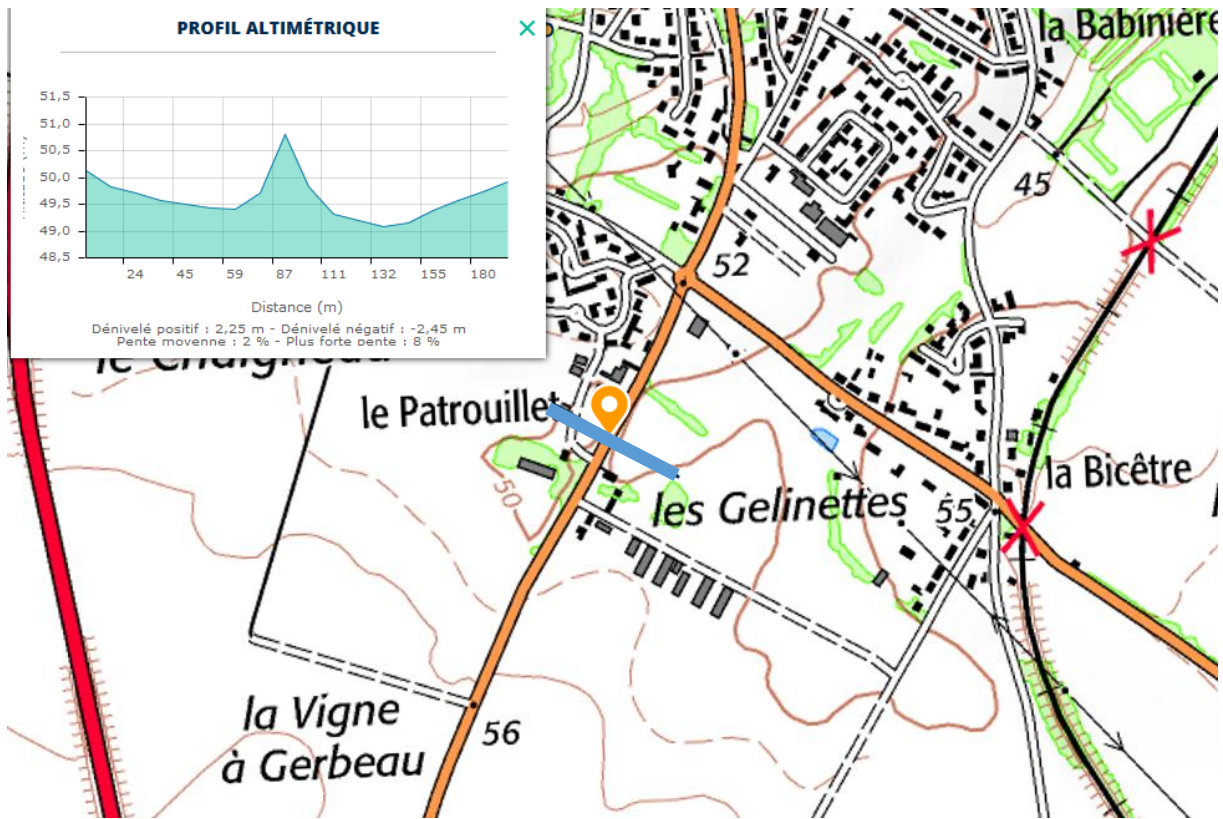 PROFIL ALTIMÉTRIQUE
51,5
51,0
50,5
50,0
49,5
49,0
48,5
24 45 59 87 111 132 155 180
Distance (m)
Dénivelé positif : 2,25 m - Dénivelé négatif : -2,45 m
Pente moyenne : 2 % - Plus forte pente : 8 %
la Babinière
45
52
le Chaigneau
le Patrouillet
50
la Bicêtre
les Gelinettes
55
la Vigne
à Gerbeau
56